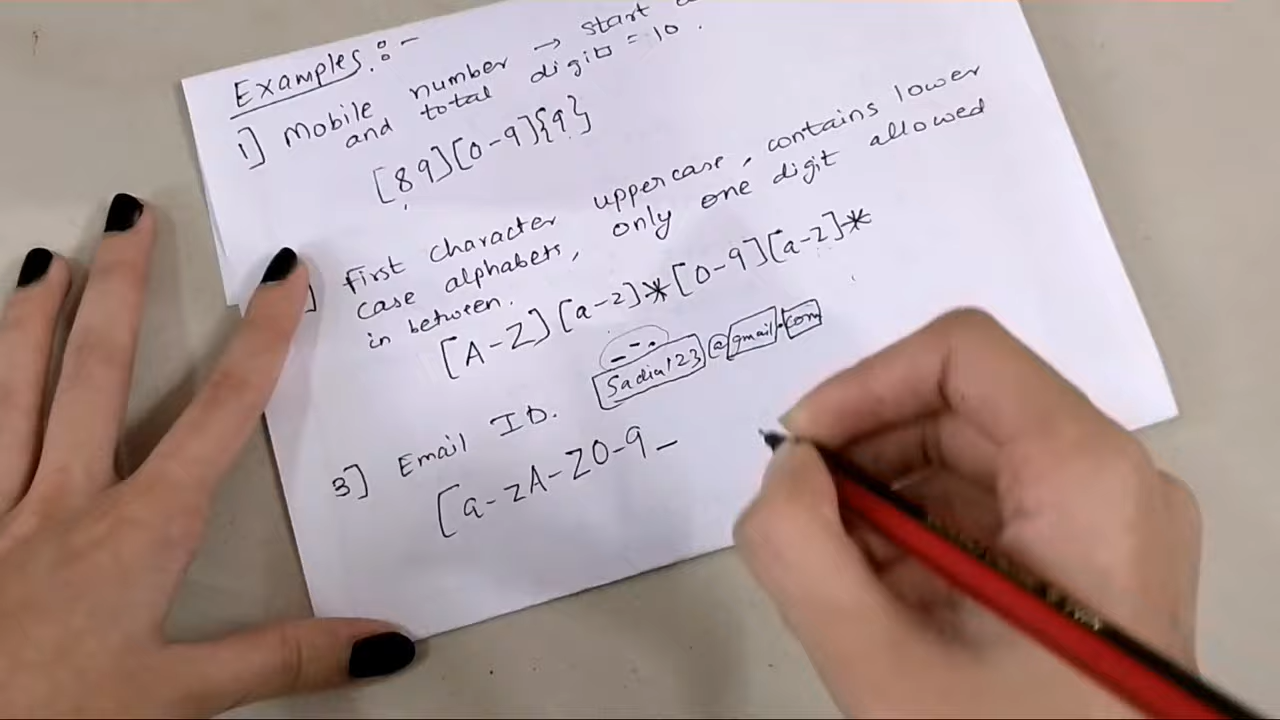 Examples :-
1] Mobile number → start
and total digits = 10 .
[89][0-9]{9}
] first character uppercase, contains lower
case alphabets, only one digit allowed
in between.
[A-Z][a-z]*[0-9][a-z]*
_ - .
3] Email ID. Sadia123@gmail.com
[a-zA-Z0-9_